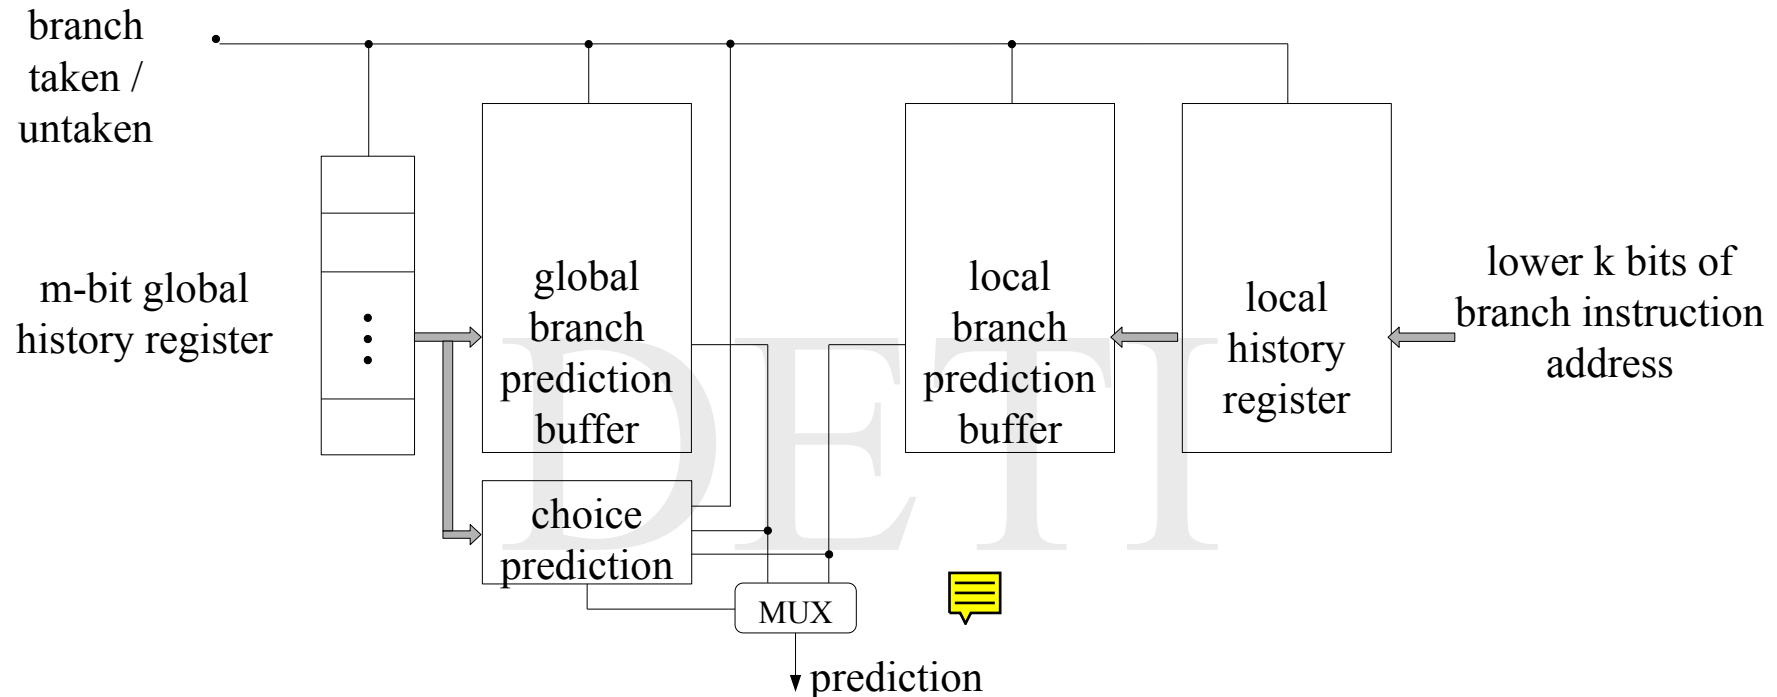 branch
taken /
untaken
m-bit global
history register
global
branch
prediction
buffer
local
branch
prediction
buffer
local
history
register
lower k bits of
branch instruction
address
choice
prediction
MUX
prediction
DETI